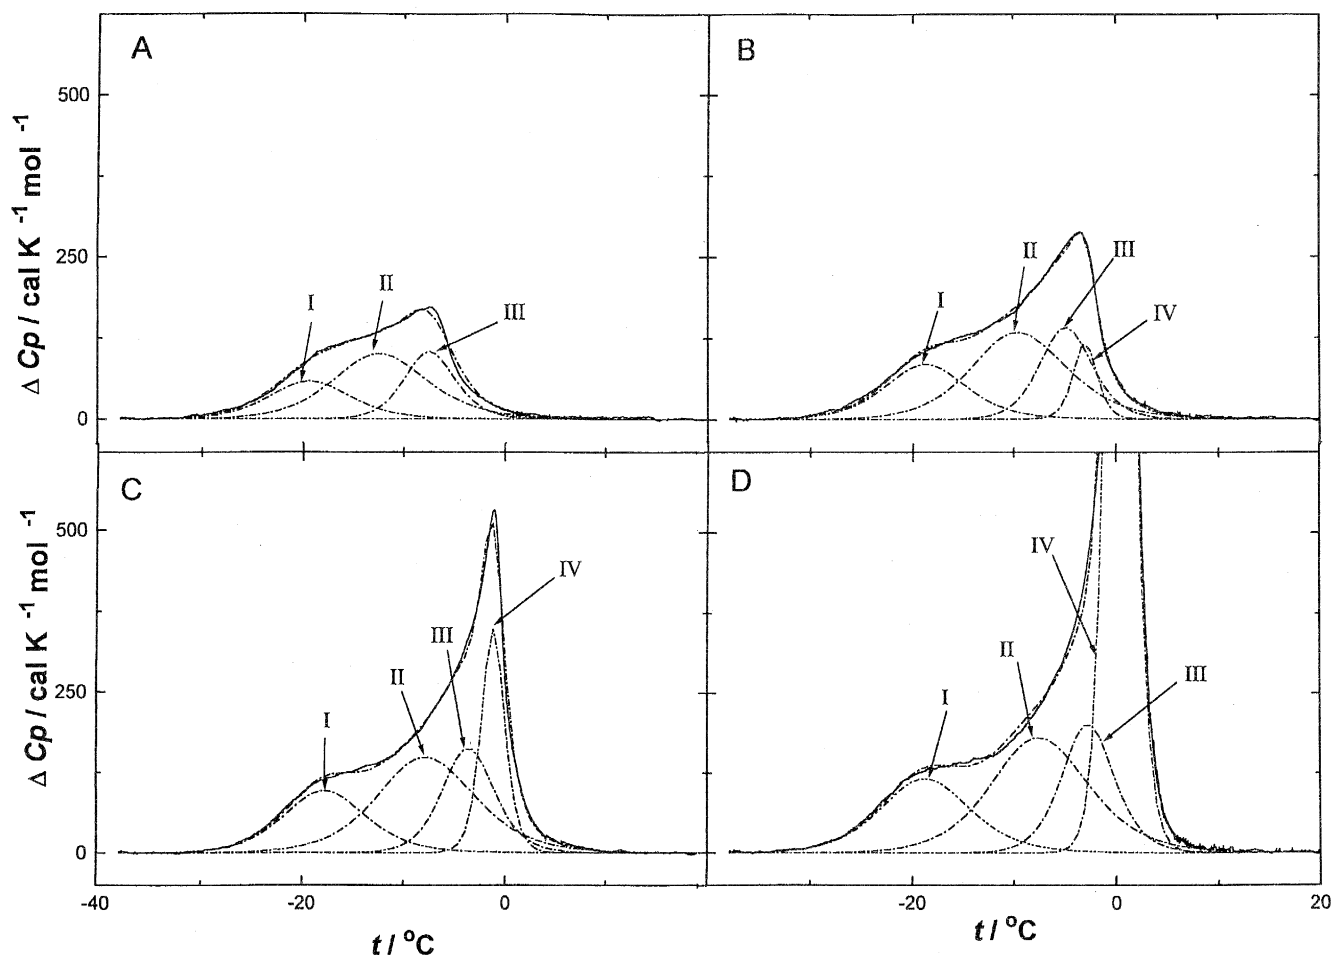 A
B
500
250
0
Δ Cp / cal K -1 mol -1
I
II
III
I
II
III
IV
C
D
500
250
0
Δ Cp / cal K -1 mol -1
I
II
III
IV
I
II
III
IV
-40
-20
0
-20
0
20
t / °C
t / °C